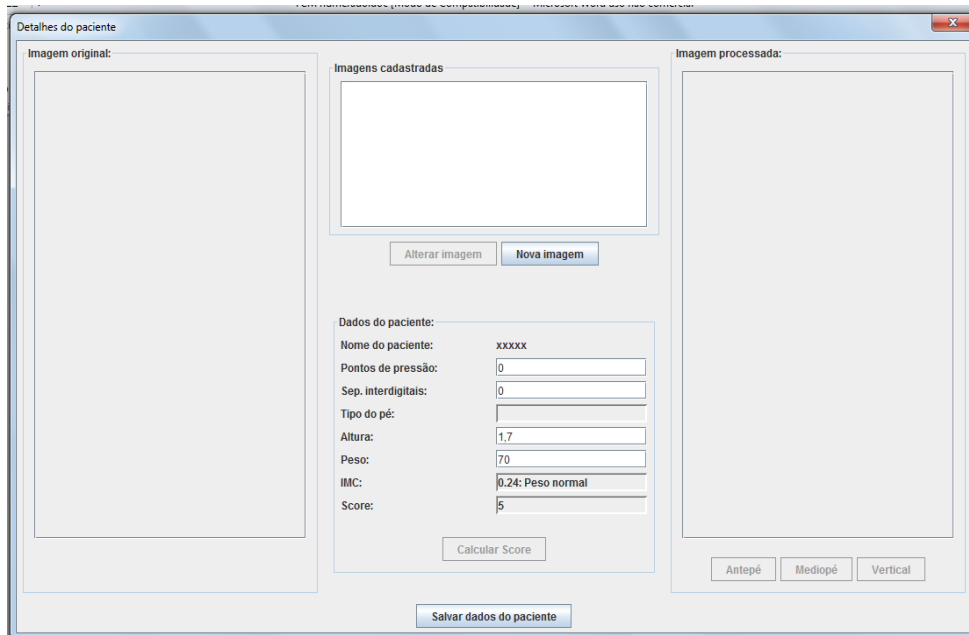 Detalhes do paciente
Imagem original:
Imagens cadastradas
Imagem processada:
Alterar imagem
Nova imagem
Dados do paciente:
Nome do paciente: xxxxx
Pontos de pressão: 0
Sep. interdigitais: 0
Tipo do pé:
Altura: 1.7
Peso: 70
IMC: 0.24: Peso normal
Score: 5
Calcular Score
Antepé
Mediopé
Vertical
Salvar dados do paciente